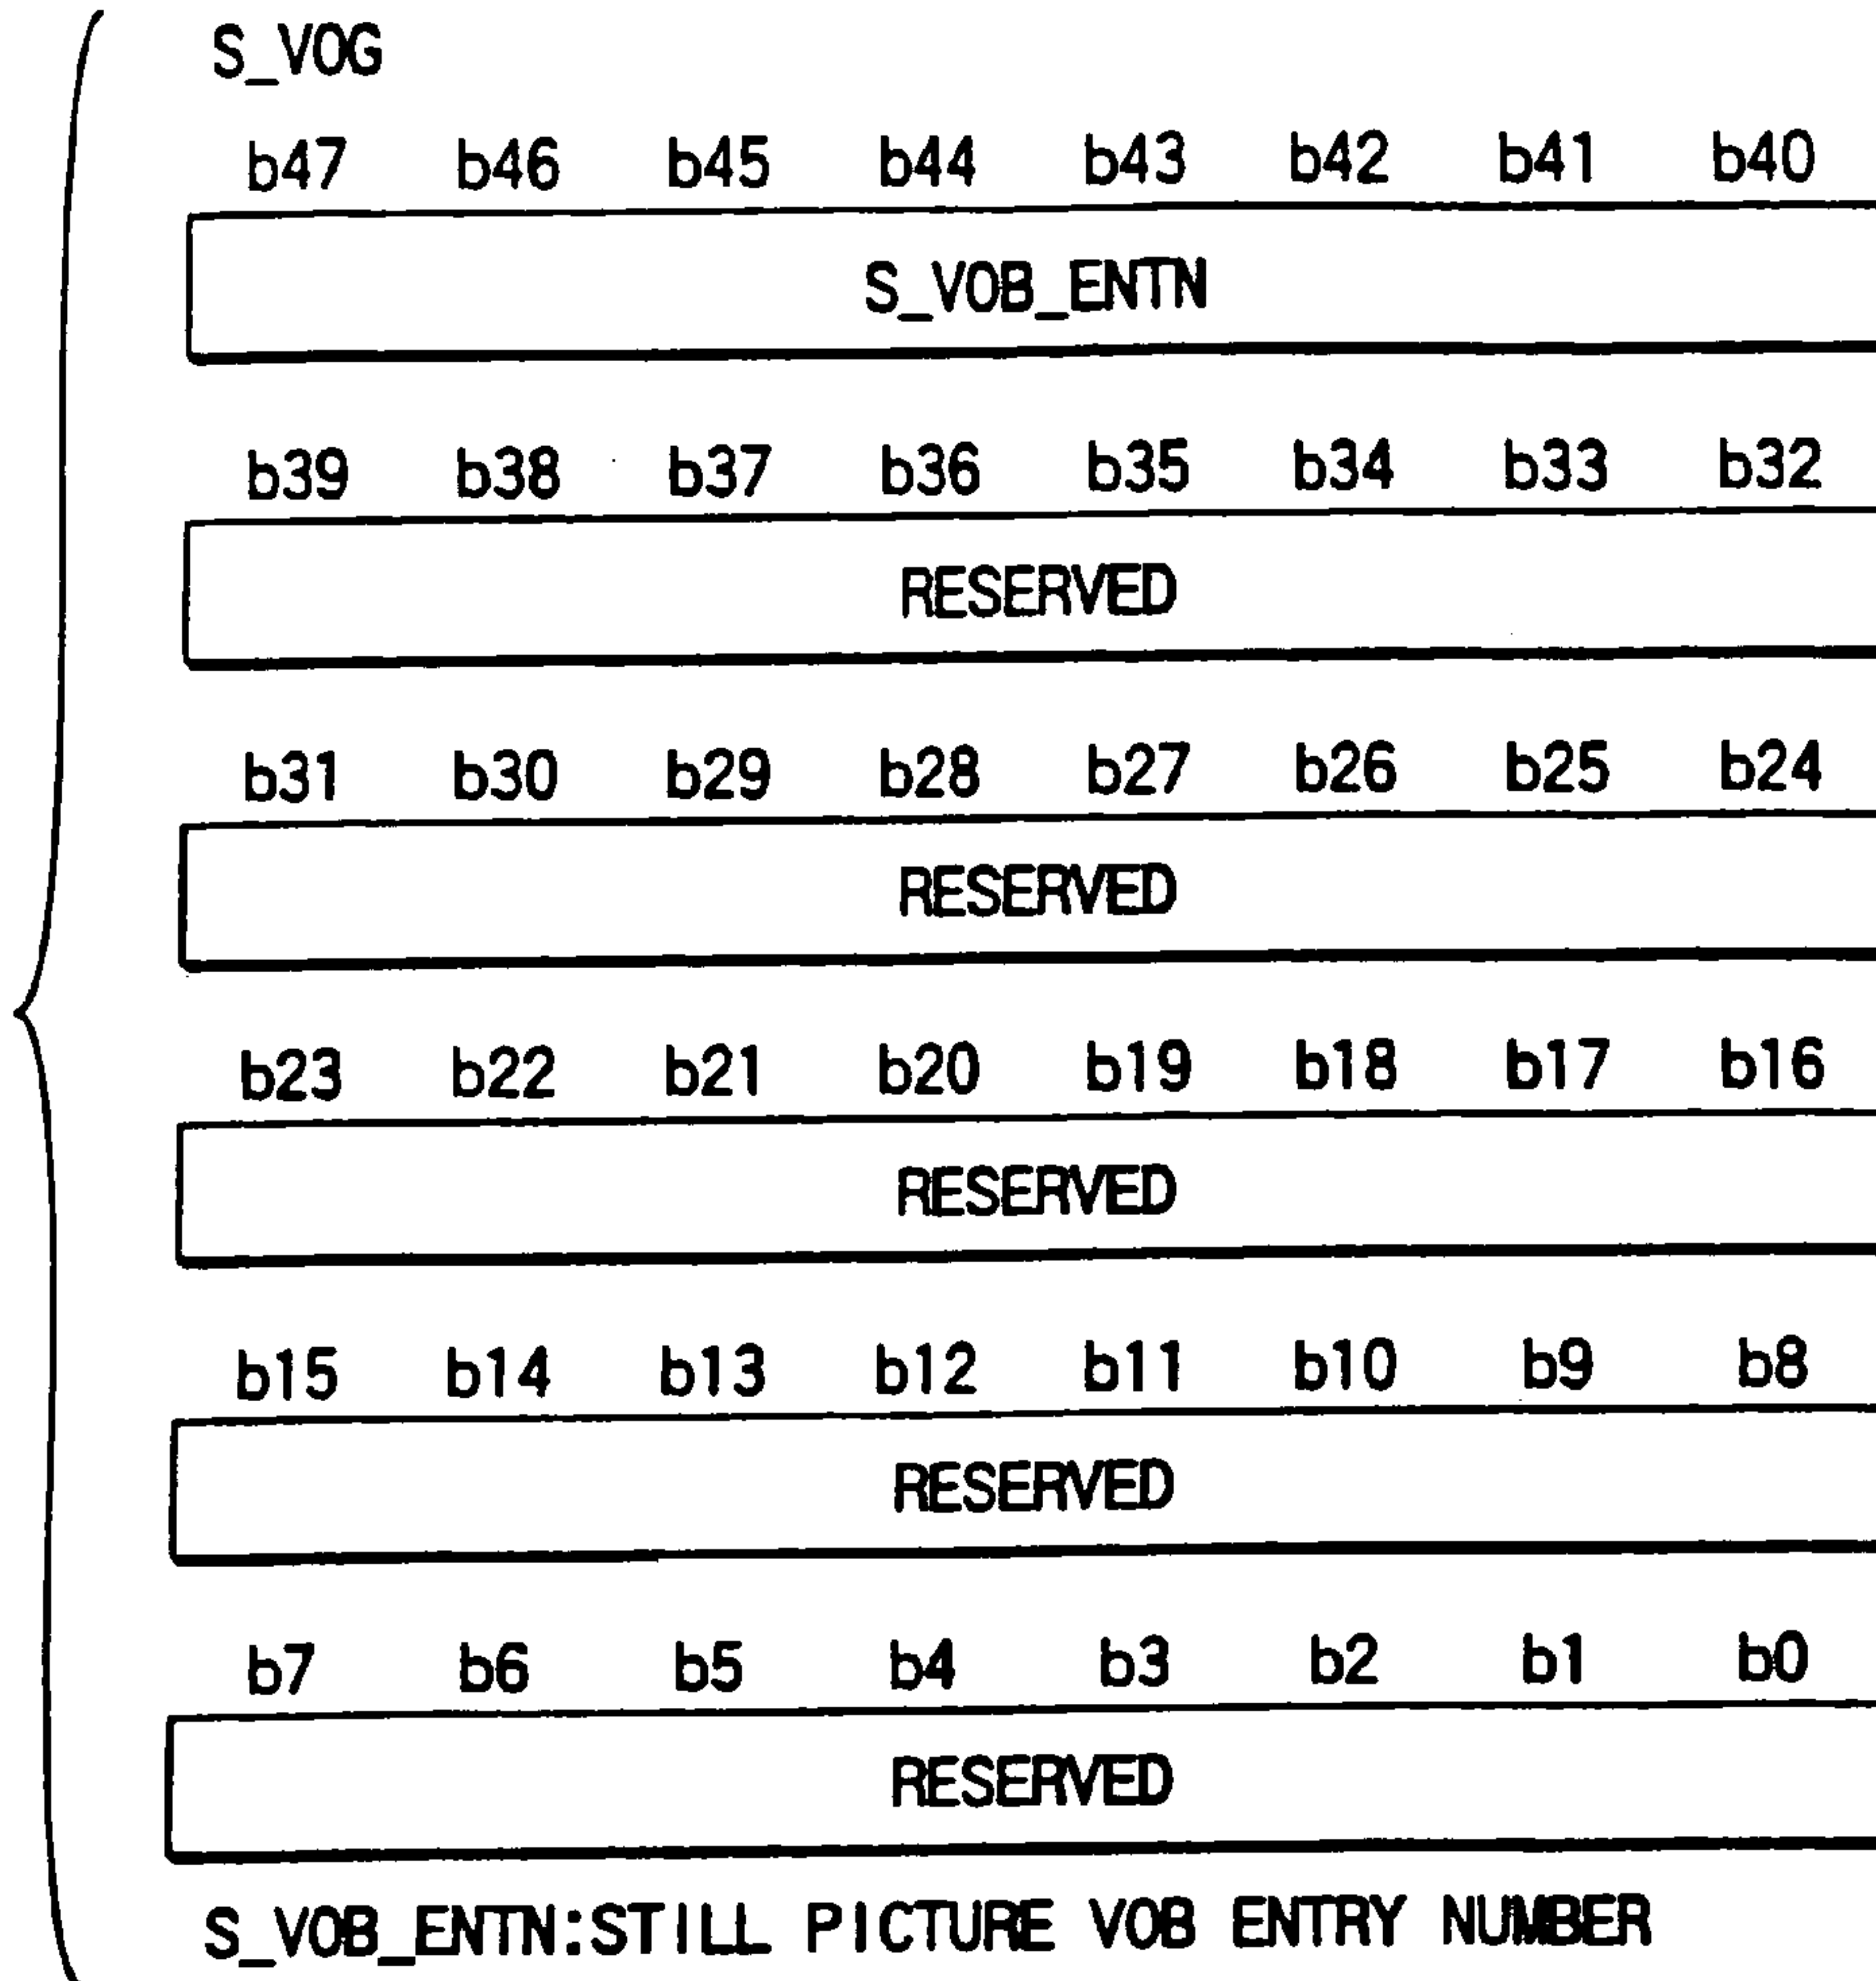 S_VOG
b47 b46 b45 b44 b43 b42 b41 b40
S_VOB_ENTN
b39 b38 b37 b36 b35 b34 b33 b32
RESERVED
b31 b30 b29 b28 b27 b26 b25 b24
RESERVED
b23 b22 b21 b20 b19 b18 b17 b16
RESERVED
b15 b14 b13 b12 b11 b10 b9 b8
RESERVED
b7 b6 b5 b4 b3 b2 b1 b0
RESERVED
S_VOB_ENTN:STILL PICTURE VOB ENTRY NUMBER